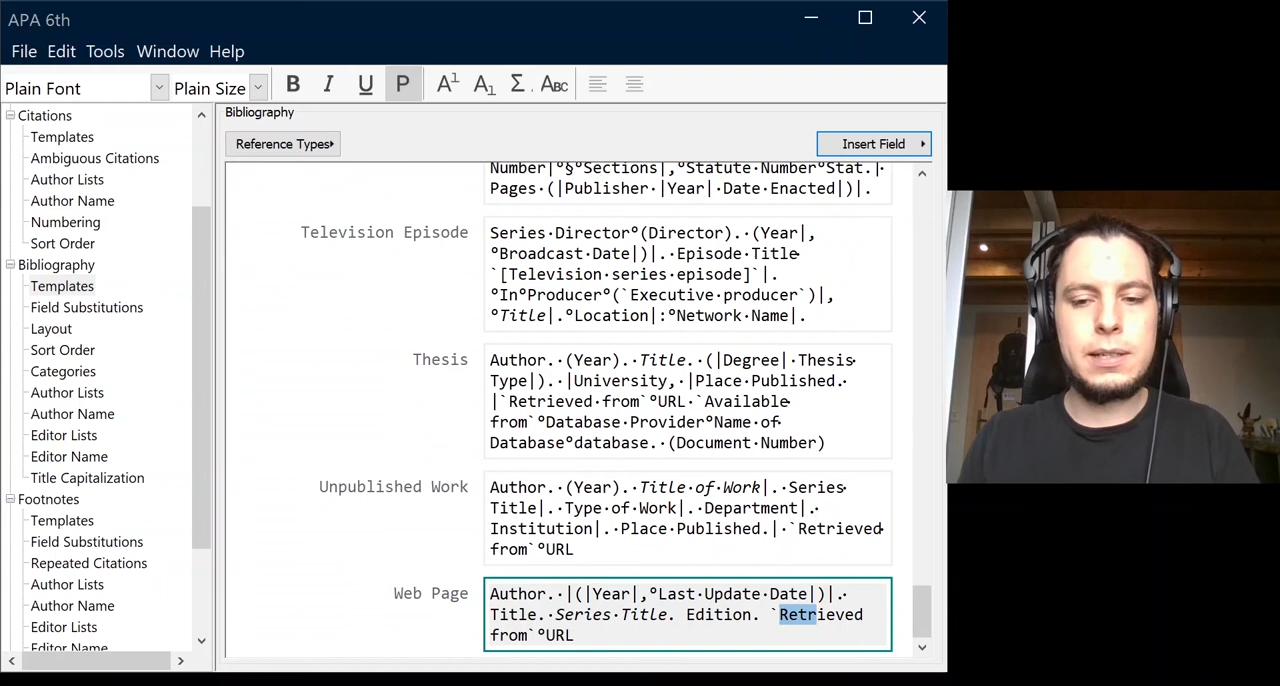 APA 6th
File Edit Tools Window Help
Plain Font Plain Size B I U P A1 A1 Σ ABC
Citations
Templates
Ambiguous Citations
Author Lists
Author Name
Numbering
Sort Order
Bibliography
Templates
Field Substitutions
Layout
Sort Order
Categories
Author Lists
Author Name
Editor Lists
Editor Name
Title Capitalization
Footnotes
Templates
Field Substitutions
Repeated Citations
Author Lists
Author Name
Editor Lists
Editor Name
Bibliography
Reference Types
Insert Field
Number|°§°Sections|,°Statute·Number°Stat.|·
Pages·(|Publisher·|Year|·Date·Enacted|)|.
Television Episode
Series·Director°(Director).·(Year|,
°Broadcast·Date|)|.·Episode·Title·
`[Television·series·episode]`|.
°In°Producer°(`Executive·producer`)|,
°Title|.°Location|:°Network·Name|.
Thesis
Author.·(Year).·Title.·(|Degree|·Thesis·
Type|).·|University,·|Place·Published.·
|`Retrieved·from`°URL·`Available·
from`°Database·Provider°Name·of·
Database°database.·(Document·Number)
Unpublished Work
Author.·(Year).·Title·of·Work|.·Series·
Title|.·Type·of·Work|.·Department|.·
Institution|.·Place·Published.|·`Retrieved·
from`°URL
Web Page
Author.·|(|Year|,°Last·Update·Date|)|.·
Title.·Series·Title.·Edition.·`Retrieved·
from`°URL